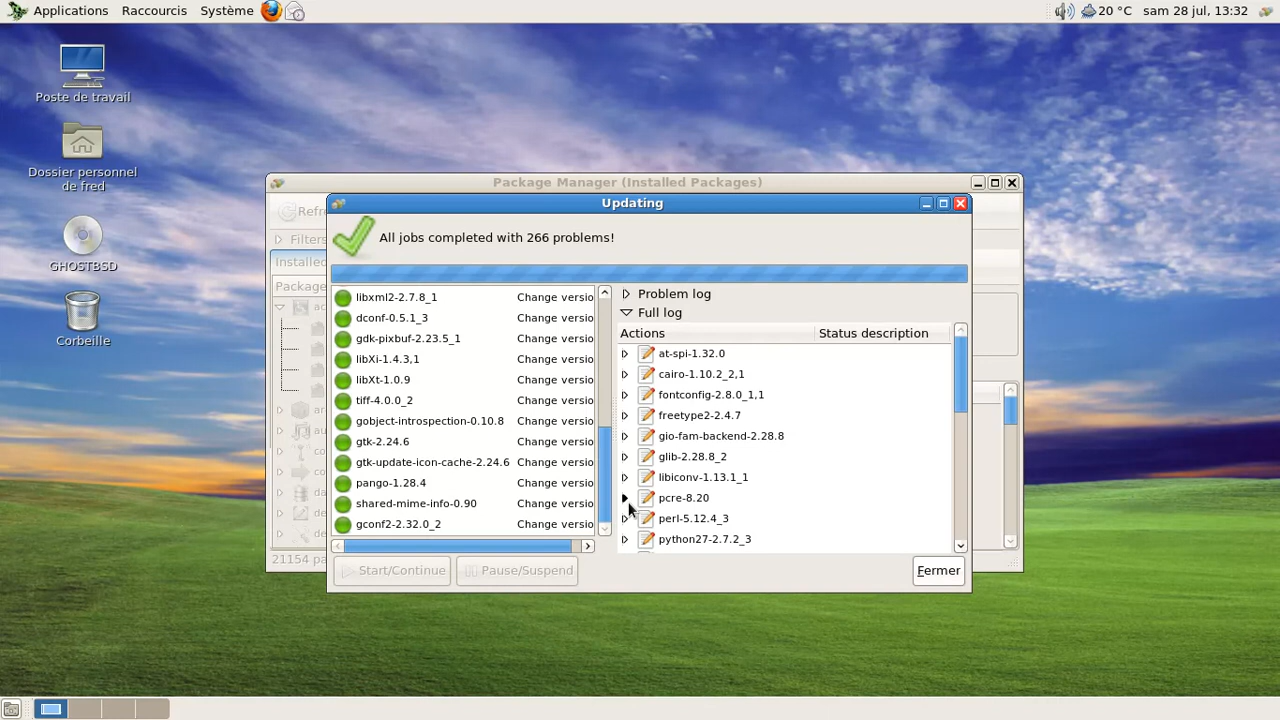 Applications Raccourcis Système
20 °C sam 28 jul, 13:32
Poste de travail
Dossier personnel
de fred
GHOSTBSD
Corbeille
Package Manager (Installed Packages)
Refr
Filters
Installed
Package
21154 pa
Updating
All jobs completed with 266 problems!
libxml2-2.7.8_1 Change versio
dconf-0.5.1_3 Change versio
gdk-pixbuf-2.23.5_1 Change versio
libXi-1.4.3,1 Change versio
libXt-1.0.9 Change versio
tiff-4.0.0_2 Change versio
gobject-introspection-0.10.8 Change versio
gtk-2.24.6 Change versio
gtk-update-icon-cache-2.24.6 Change versio
pango-1.28.4 Change versio
shared-mime-info-0.90 Change versio
gconf2-2.32.0_2 Change versio
Problem log
Full log
Actions Status description
at-spi-1.32.0
cairo-1.10.2_2,1
fontconfig-2.8.0_1,1
freetype2-2.4.7
gio-fam-backend-2.28.8
glib-2.28.8_2
libiconv-1.13.1_1
pcre-8.20
perl-5.12.4_3
python27-2.7.2_3
Start/Continue Pause/Suspend Fermer